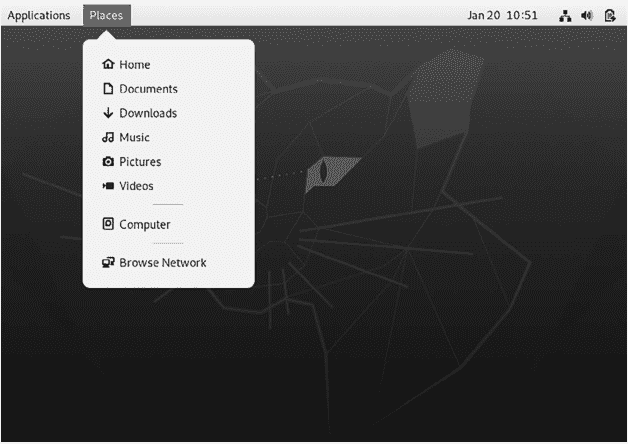 Applications Places Jan 20 10:51
Home
Documents
Downloads
Music
Pictures
Videos
Computer
Browse Network